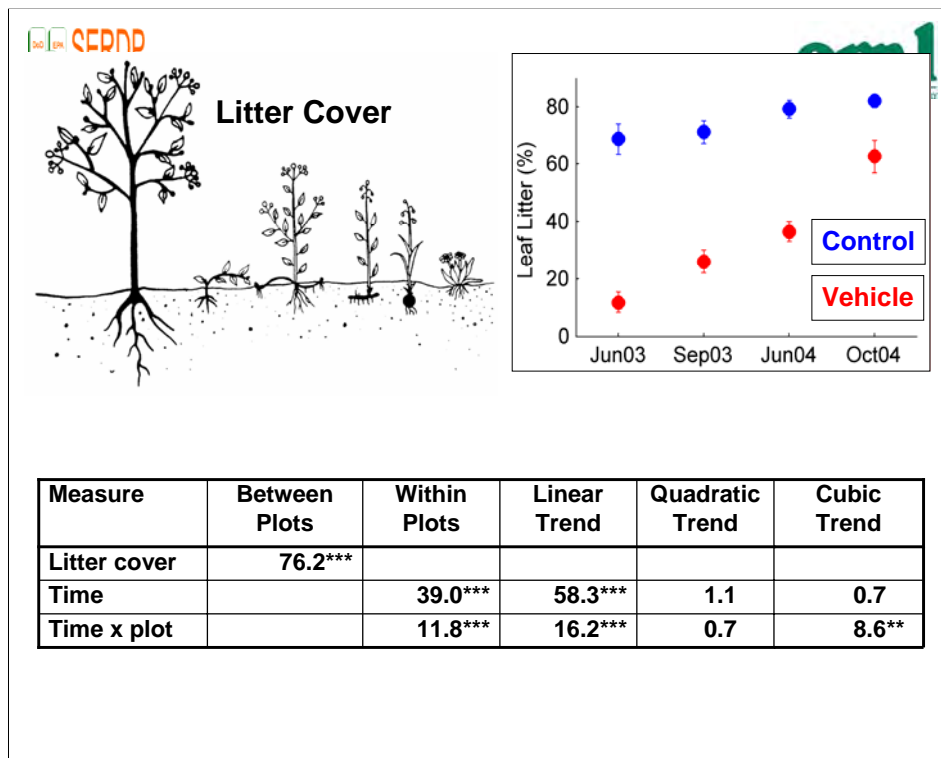 DoD EPA SERDP
Litter Cover
Leaf Litter (%)
80
60
40
20
0
Jun03 Sep03 Jun04 Oct04
Control
Vehicle
Measure Between Plots Within Plots Linear Trend Quadratic Trend Cubic Trend
Litter cover 76.2***
Time 39.0*** 58.3*** 1.1 0.7
Time x plot 11.8*** 16.2*** 0.7 8.6**